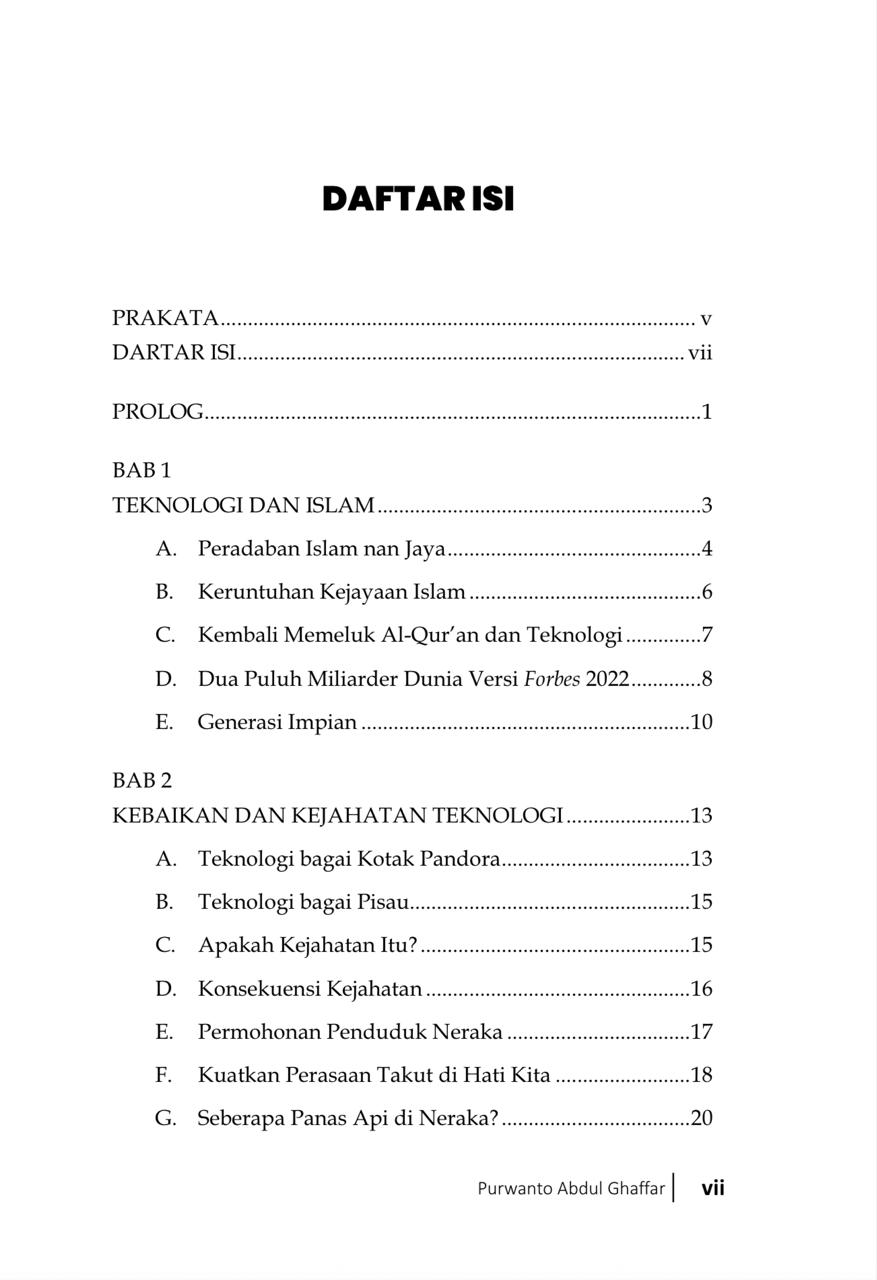 DAFTAR ISI
PRAKATA........................................................................................ v
DARTAR ISI................................................................................... vii
PROLOG............................................................................................1
BAB 1
TEKNOLOGI DAN ISLAM............................................................3
A. Peradaban Islam nan Jaya...............................................4
B. Keruntuhan Kejayaan Islam...........................................6
C. Kembali Memeluk Al-Qur’an dan Teknologi..............7
D. Dua Puluh Miliarder Dunia Versi Forbes 2022.............8
E. Generasi Impian.............................................................10
BAB 2
KEBAIKAN DAN KEJAHATAN TEKNOLOGI.......................13
A. Teknologi bagai Kotak Pandora...................................13
B. Teknologi bagai Pisau....................................................15
C. Apakah Kejahatan Itu?..................................................15
D. Konsekuensi Kejahatan.................................................16
E. Permohonan Penduduk Neraka..................................17
F. Kuatkan Perasaan Takut di Hati Kita.........................18
G. Seberapa Panas Api di Neraka?...................................20
Purwanto Abdul Ghaffar | vii